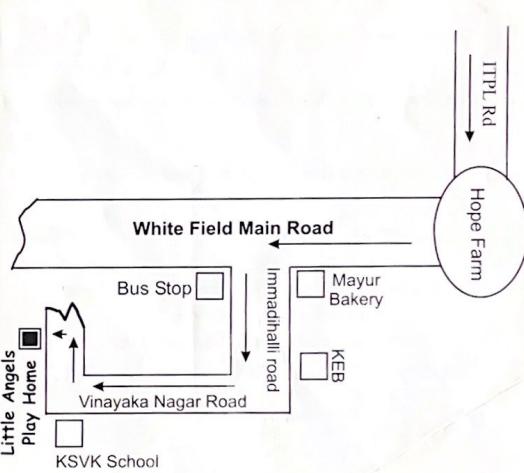 ITPL Rd
Hope Farm
White Field Main Road
Bus Stop
Immadihalli road
Mayur
Bakery
KEB
Little Angels
Play Home
Vinayaka Nagar Road
KSVK School